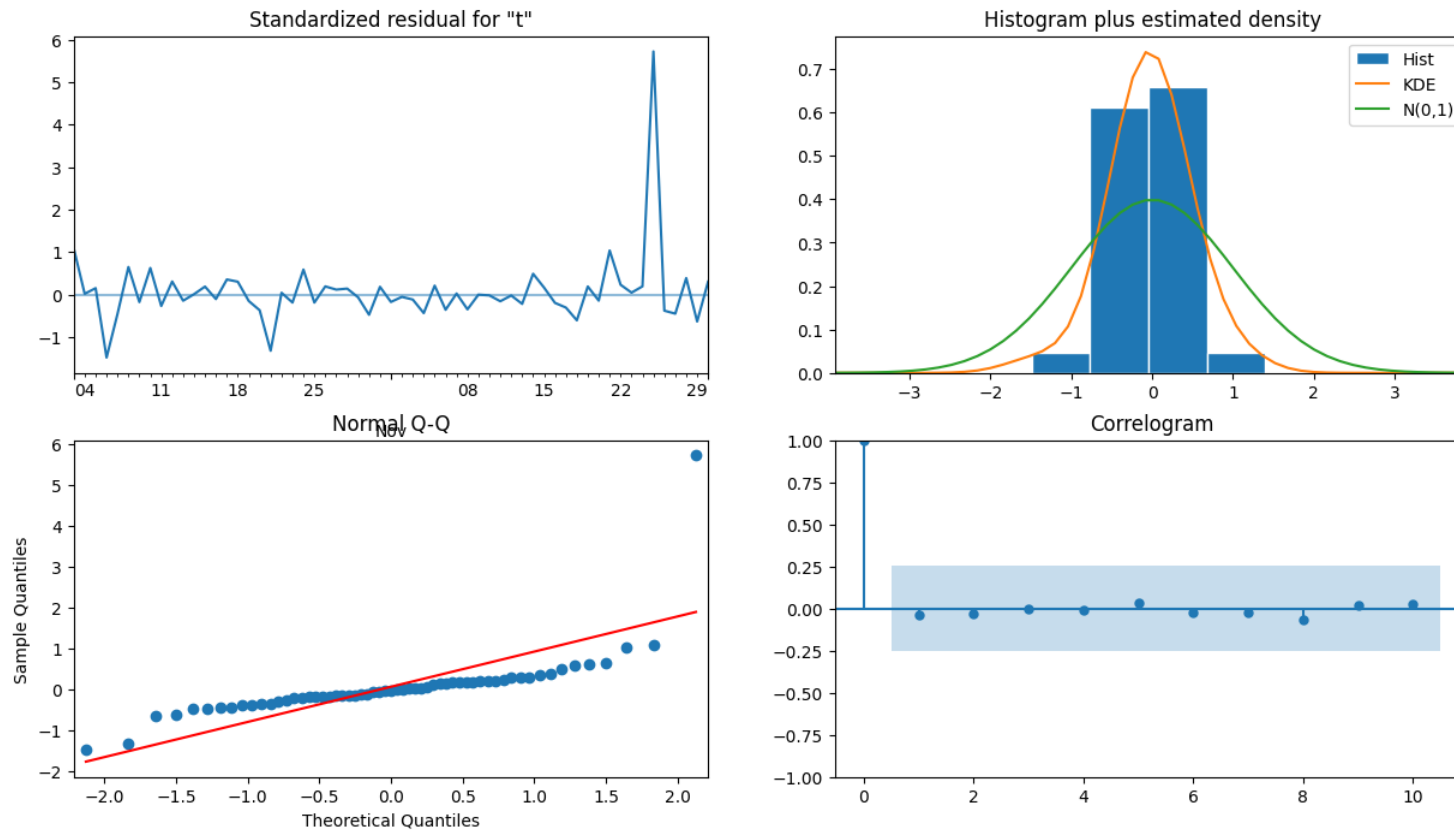 Standardized residual for "t"
6
5
4
3
2
1
0
−1
04 11 18 25 08 15 22 29
Nov
Histogram plus estimated density
0.7
0.6
0.5
0.4
0.3
0.2
0.1
0.0
−3 −2 −1 0 1 2 3
Hist
KDE
N(0,1)
Normal Q-Q
Sample Quantiles
6
5
4
3
2
1
0
−1
−2
−2.0 −1.5 −1.0 −0.5 0.0 0.5 1.0 1.5 2.0
Theoretical Quantiles
Correlogram
1.00
0.75
0.50
0.25
0.00
−0.25
−0.50
−0.75
−1.00
0 2 4 6 8 10